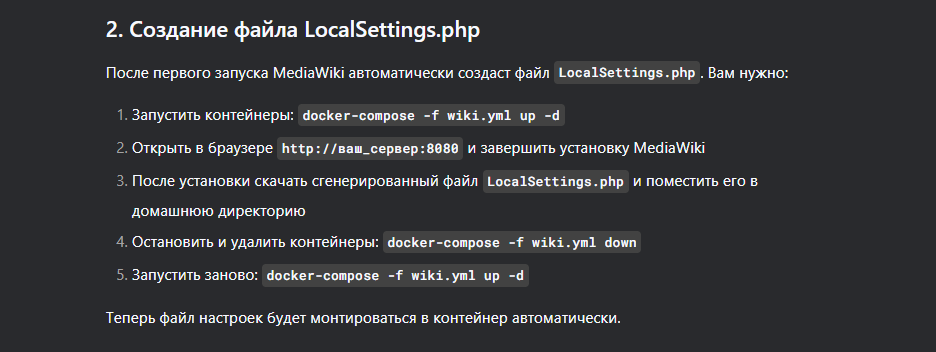 2. Создание файла LocalSettings.php
После первого запуска MediaWiki автоматически создаст файл LocalSettings.php. Вам нужно:
1. Запустить контейнеры: docker-compose -f wiki.yml up -d
2. Открыть в браузере http://ваш_сервер:8080 и завершить установку MediaWiki
3. После установки скачать сгенерированный файл LocalSettings.php и поместить его в
домашнюю директорию
4. Остановить и удалить контейнеры: docker-compose -f wiki.yml down
5. Запустить заново: docker-compose -f wiki.yml up -d
Теперь файл настроек будет монтироваться в контейнер автоматически.